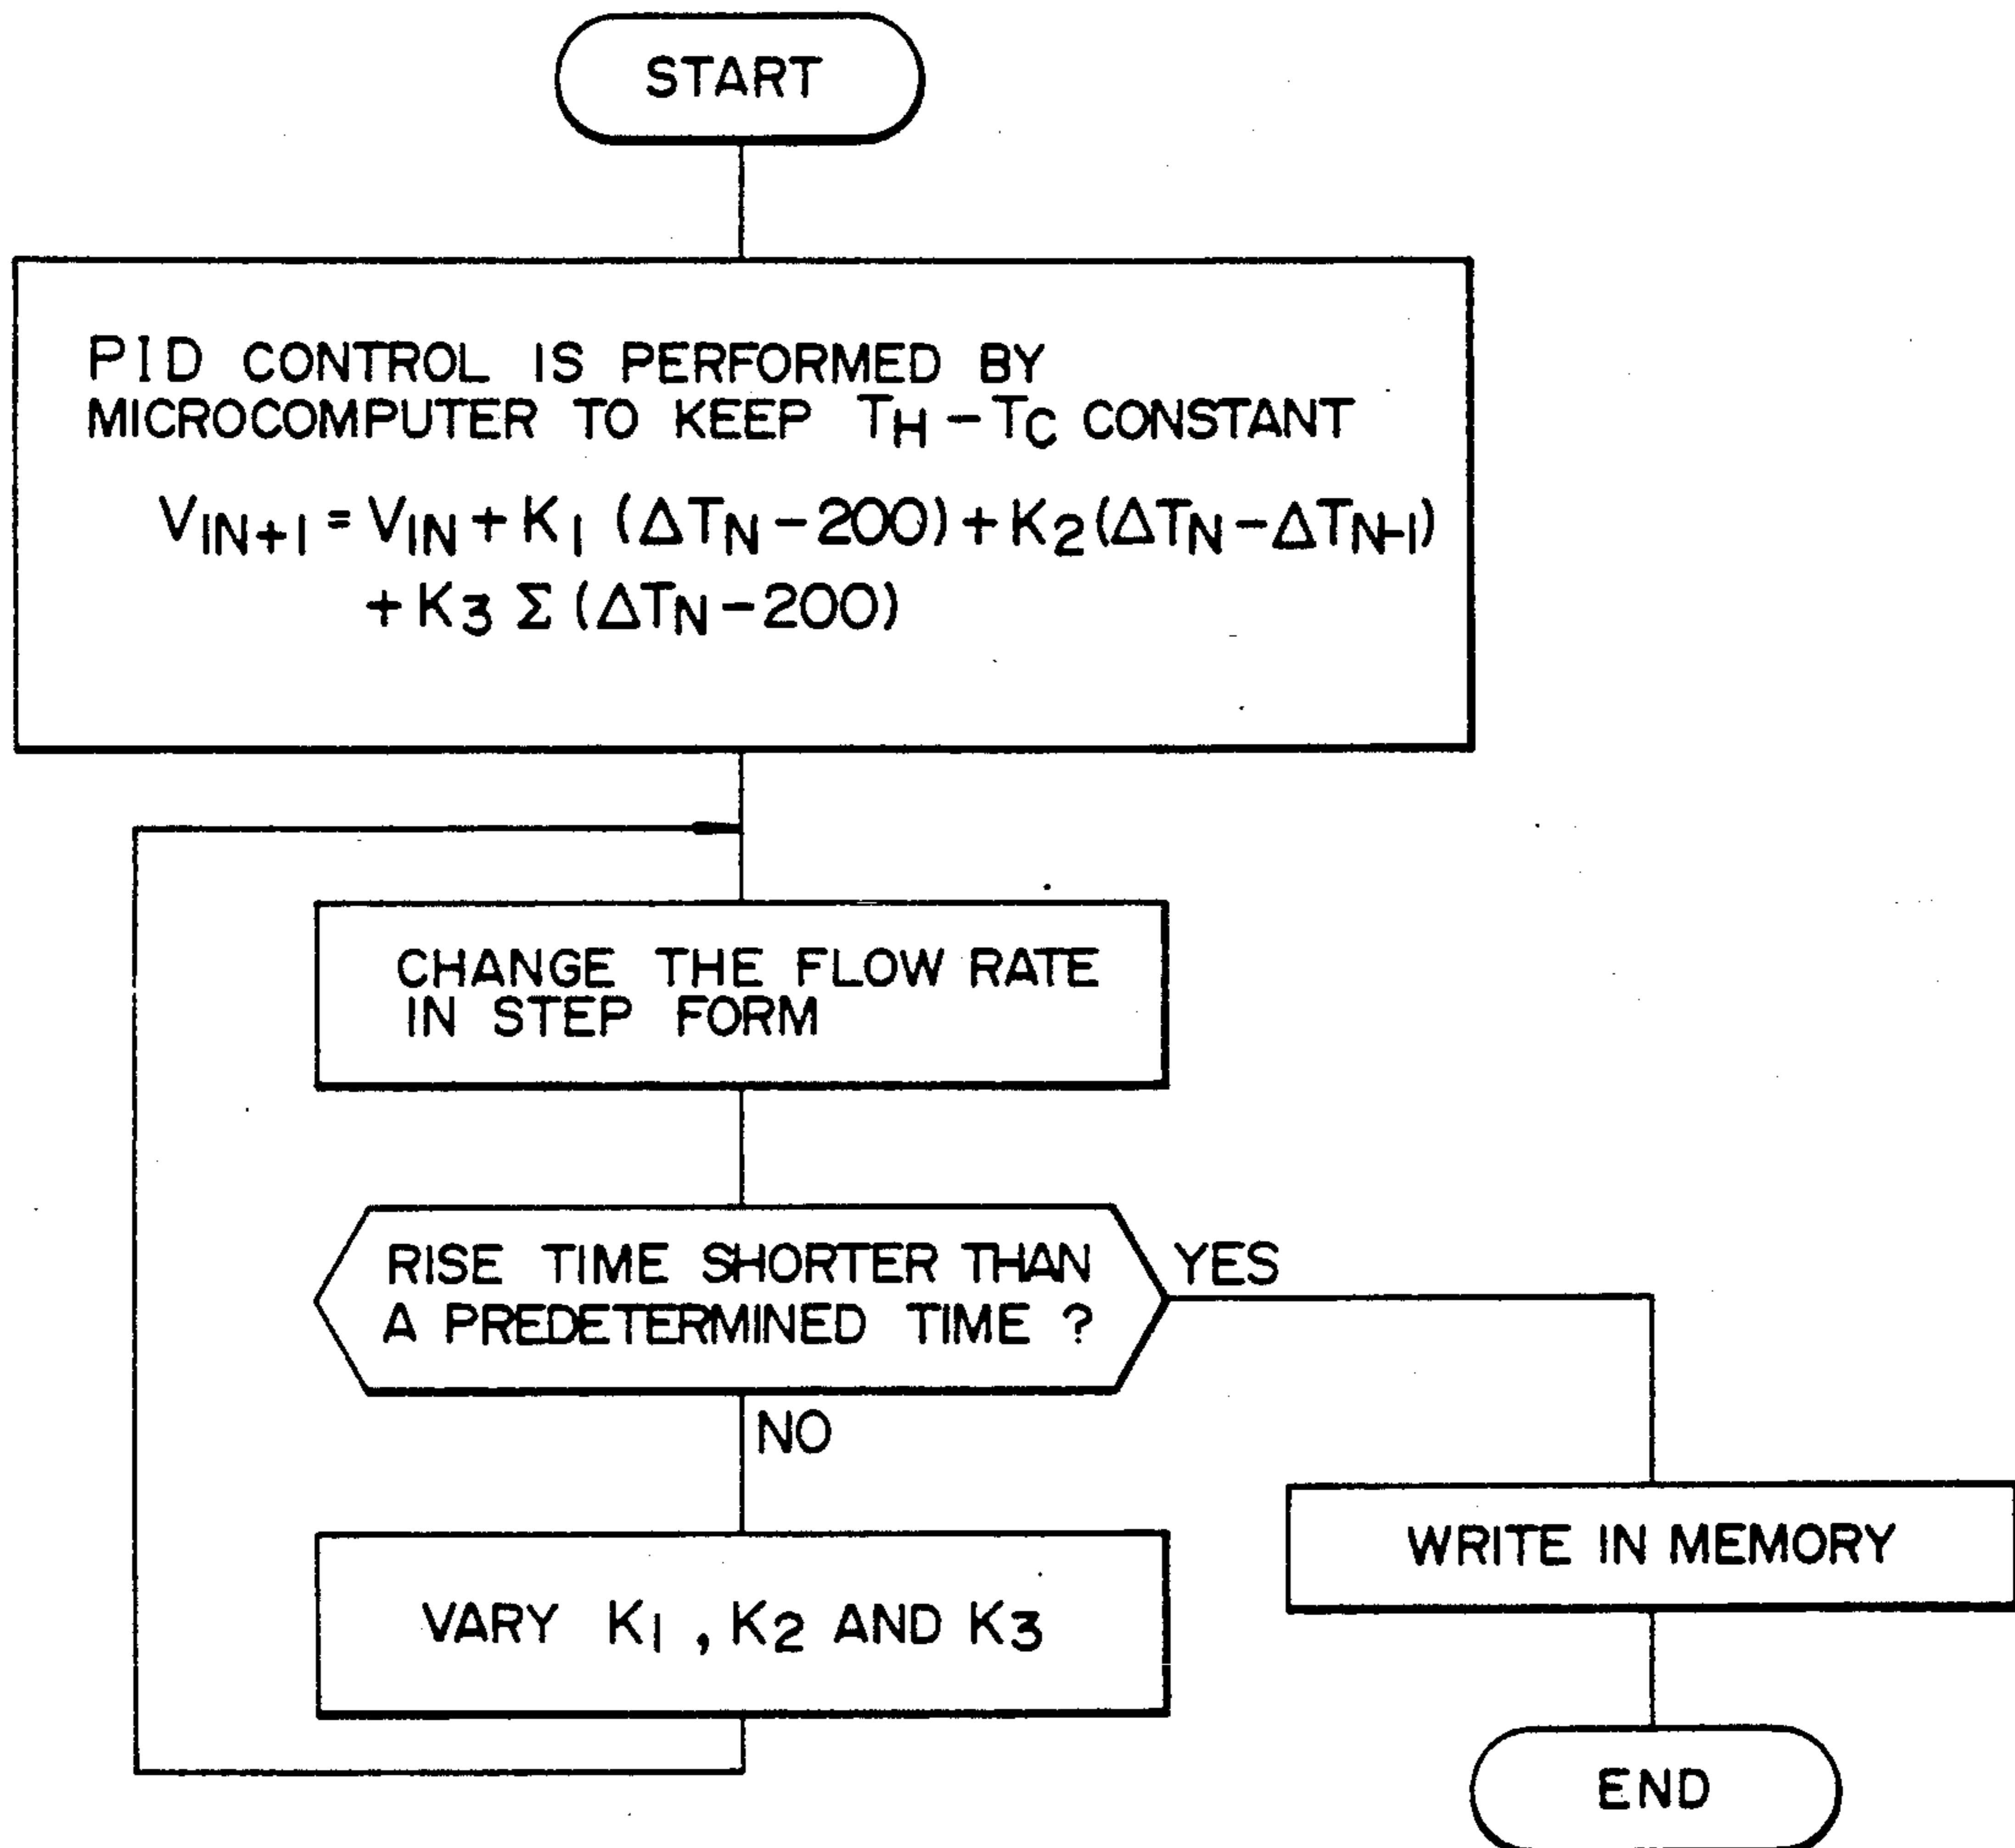 START
PID CONTROL IS PERFORMED BY
MICROCOMPUTER TO KEEP TH-TC CONSTANT
VIN+1 = VIN + K1 (ΔTN-200) + K2 (ΔTN-ΔTN-1)
+ K3 Σ (ΔTN-200)
CHANGE THE FLOW RATE
IN STEP FORM
RISE TIME SHORTER THAN
A PREDETERMINED TIME ?
YES
NO
VARY K1 , K2 AND K3
WRITE IN MEMORY
END